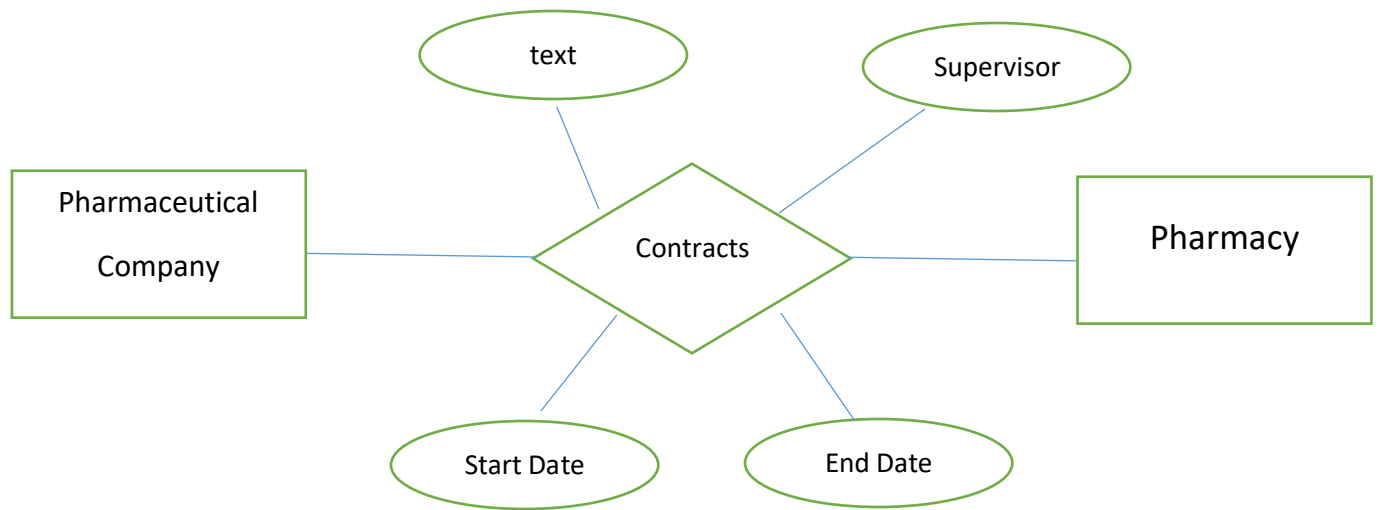 text
Supervisor
Pharmaceutical
Company
Contracts
Pharmacy
Start Date
End Date